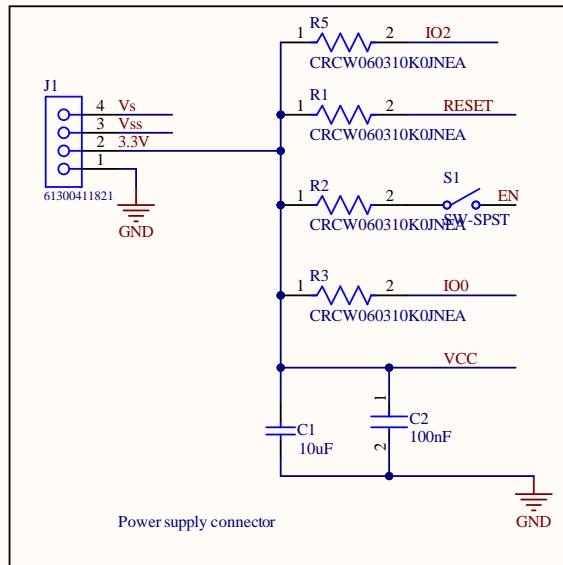 R5
1 2 IO2
CRCW060310K0JNEA
J1
4 Vs
3 Vss
2 3.3V
1
61300411821
GND
R1
1 2 RESET
CRCW060310K0JNEA
R2 S1
1 2 EN
CRCW060310K0JNEA SW-SPST
R3
1 2 IO0
CRCW060310K0JNEA
VCC
C1
10uF
1
C2
100nF
2
GND
Power supply connector